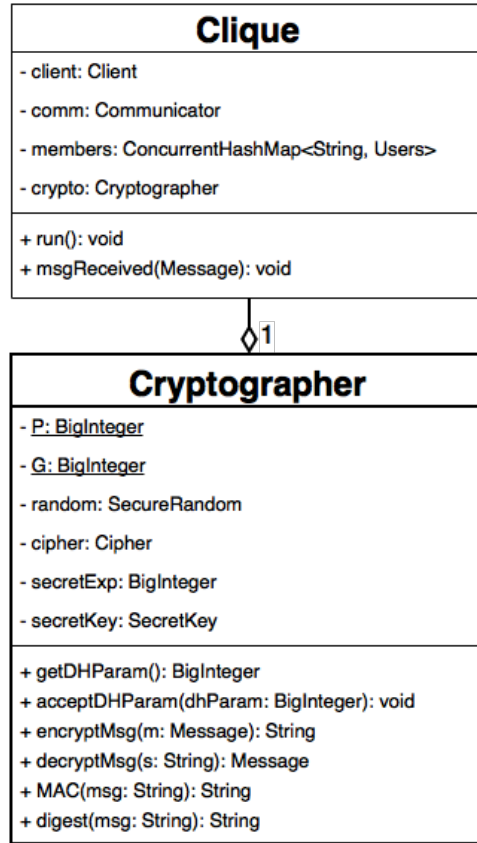 Clique
- client: Client
- comm: Communicator
- members: ConcurrentHashMap<String, Users>
- crypto: Cryptographer
+ run(): void
+ msgReceived(Message): void
1
Cryptographer
- P: BigInteger
- G: BigInteger
- random: SecureRandom
- cipher: Cipher
- secretExp: BigInteger
- secretKey: SecretKey
+ getDHParam(): BigInteger
+ acceptDHParam(dhParam: BigInteger): void
+ encryptMsg(m: Message): String
+ decryptMsg(s: String): Message
+ MAC(msg: String): String
+ digest(msg: String): String